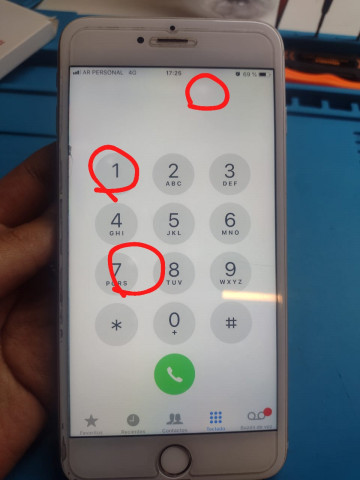 AR PERSONAL 4G 17:25 69 %
1 2 3
ABC DEF
4 5 6
GHI JKL MNO
7 8 9
PQRS TUV WXYZ
* 0 #
+
Favoritos Recientes Contactos Teclado Buzón de voz